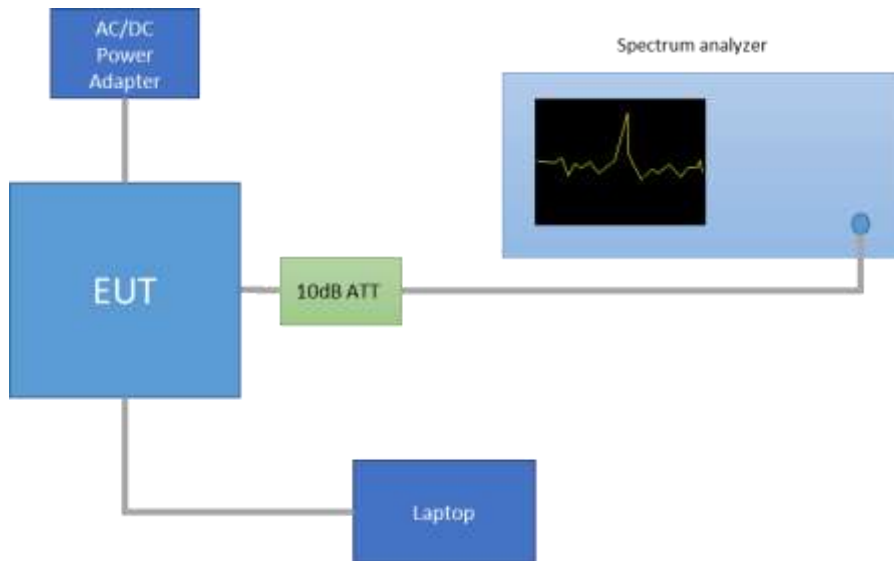 AC/DC
Power
Adapter
Spectrum analyzer
EUT
10dB ATT
Laptop